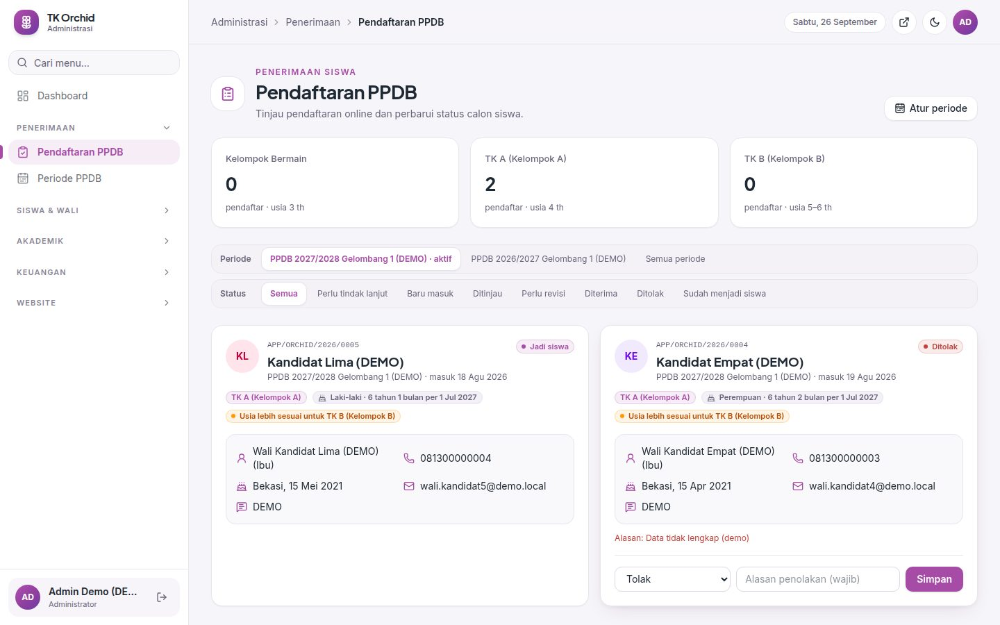 TK Orchid
Administrasi
Cari menu...
Dashboard
PENERIMAAN
Pendaftaran PPDB
Periode PPDB
SISWA & WALI
AKADEMIK
KEUANGAN
WEBSITE
AD
Admin Demo (DE...
Administrator
Administrasi
Penerimaan
Pendaftaran PPDB
Sabtu, 26 September
AD
PENERIMAAN SISWA
Pendaftaran PPDB
Tinjau pendaftaran online dan perbarui status calon siswa.
Atur periode
Kelompok Bermain
0
pendaftar · usia 3 th
TK A (Kelompok A)
2
pendaftar · usia 4 th
TK B (Kelompok B)
0
pendaftar · usia 5–6 th
Periode PPDB 2027/2028 Gelombang 1 (DEMO) · aktif PPDB 2026/2027 Gelombang 1 (DEMO) Semua periode
Status Semua Perlu tindak lanjut Baru masuk Ditinjau Perlu revisi Diterima Ditolak Sudah menjadi siswa
KL
APP/ORCHID/2026/0005
Jadi siswa
Kandidat Lima (DEMO)
PPDB 2027/2028 Gelombang 1 (DEMO) · masuk 18 Agu 2026
TK A (Kelompok A)
Laki-laki · 6 tahun 1 bulan per 1 Jul 2027
Usia lebih sesuai untuk TK B (Kelompok B)
Wali Kandidat Lima (DEMO)
(Ibu)
081300000004
Bekasi, 15 Mei 2021
wali.kandidat5@demo.local
DEMO
KE
APP/ORCHID/2026/0004
Ditolak
Kandidat Empat (DEMO)
PPDB 2027/2028 Gelombang 1 (DEMO) · masuk 19 Agu 2026
TK A (Kelompok A)
Perempuan · 6 tahun 2 bulan per 1 Jul 2027
Usia lebih sesuai untuk TK B (Kelompok B)
Wali Kandidat Empat (DEMO)
(Ibu)
081300000003
Bekasi, 15 Apr 2021
wali.kandidat4@demo.local
DEMO
Alasan: Data tidak lengkap (demo)
Tolak
Alasan penolakan (wajib)
Simpan